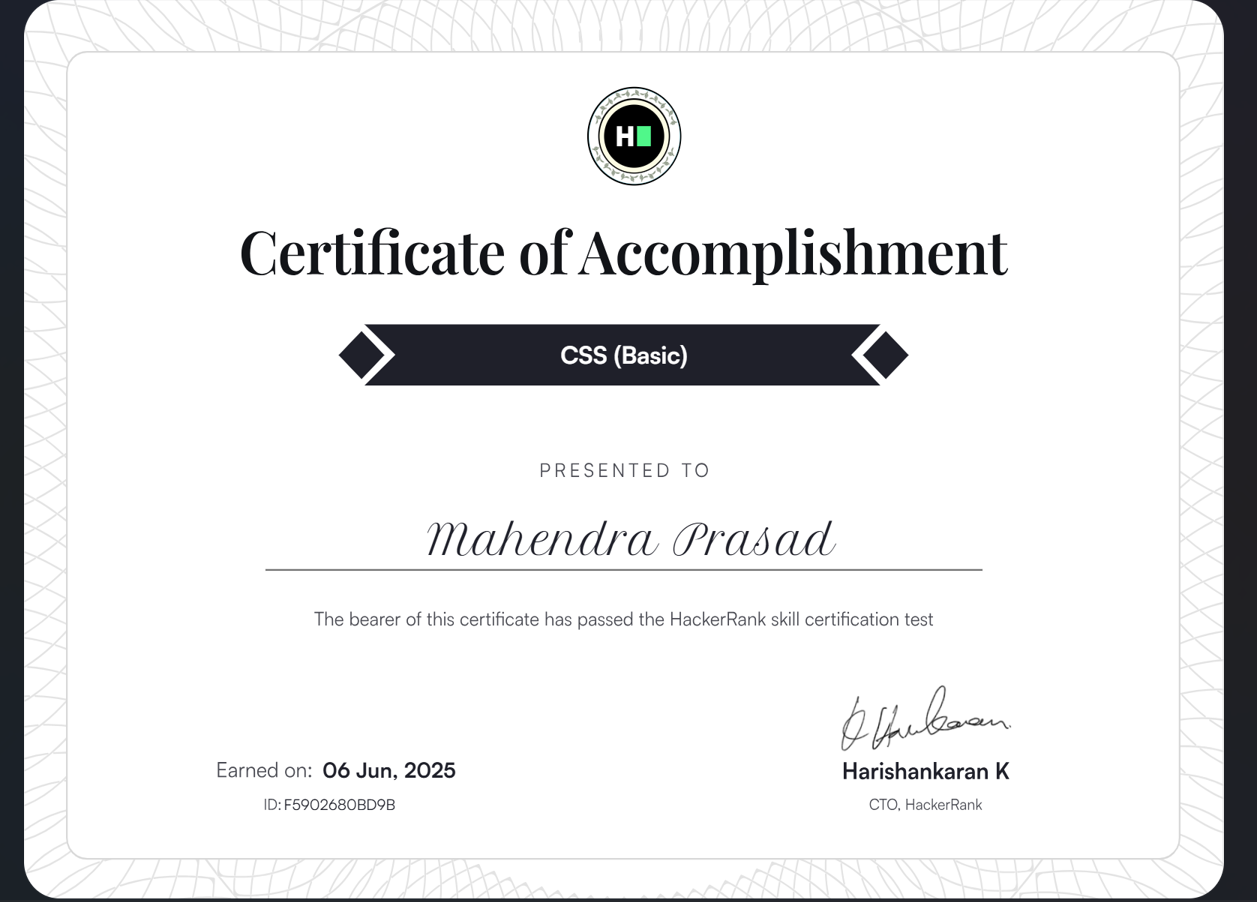 H
Certificate of Accomplishment
CSS (Basic)
PRESENTED TO
Mahendra Prasad
The bearer of this certificate has passed the HackerRank skill certification test
Earned on: 06 Jun, 2025
ID: F5902680BD9B
Harishankaran K
CTO, HackerRank